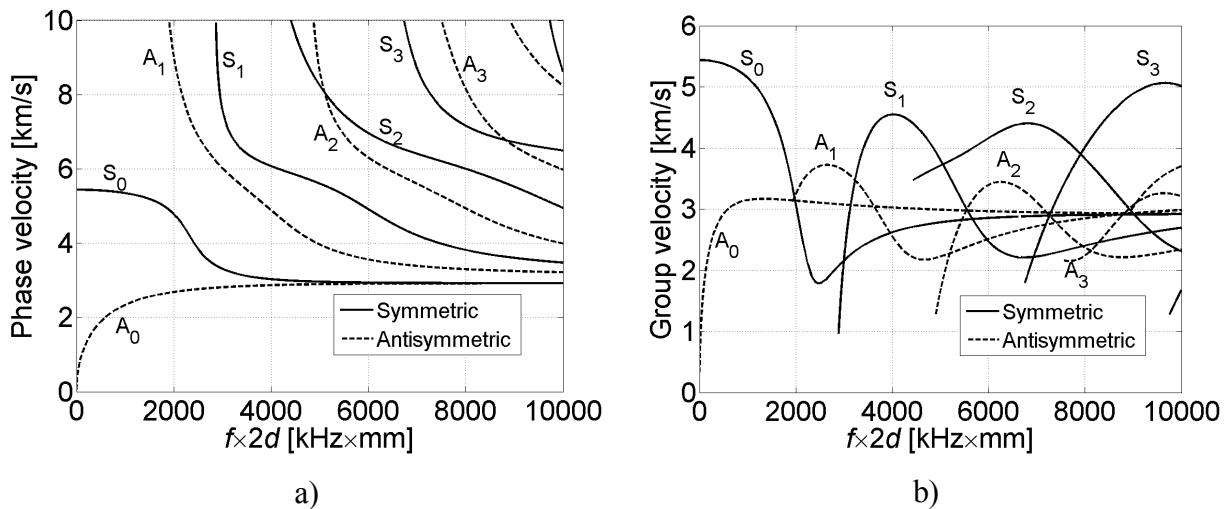 10
8
6
4
2
0
Phase velocity [km/s]
A1
S1
S3
A3
S2
A2
S0
A0
Symmetric
Antisymmetric
0 2000 4000 6000 8000 10000
f×2d [kHz×mm]
a)
6
5
4
3
2
1
0
Group velocity [km/s]
S0
S1
S2
S3
A1
A2
A0
A3
Symmetric
Antisymmetric
0 2000 4000 6000 8000 10000
f×2d [kHz×mm]
b)